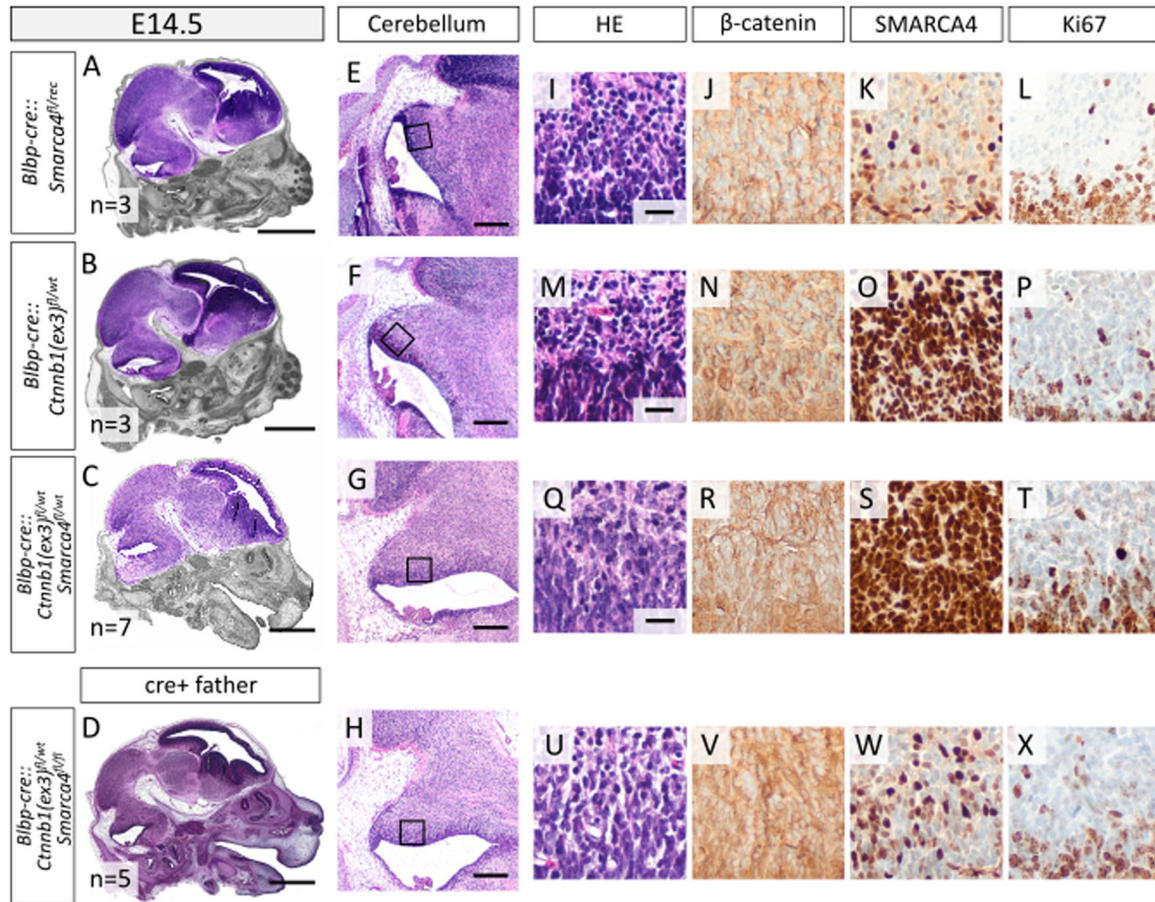 E14.5
Cerebellum
HE
β-catenin
SMARCA4
Ki67
Blbp-cre::
Smarca4fl/rec
A
n=3
E
I
J
K
L
Blbp-cre::
Ctnnb1(ex3)fl/wt
B
n=3
F
M
N
O
P
Blbp-cre::
Ctnnb1(ex3)fl/wt
Smarca4fl/wt
C
n=7
G
Q
R
S
T
cre+ father
Blbp-cre::
Ctnnb1(ex3)fl/wt
Smarca4fl/fl
D
n=5
H
U
V
W
X